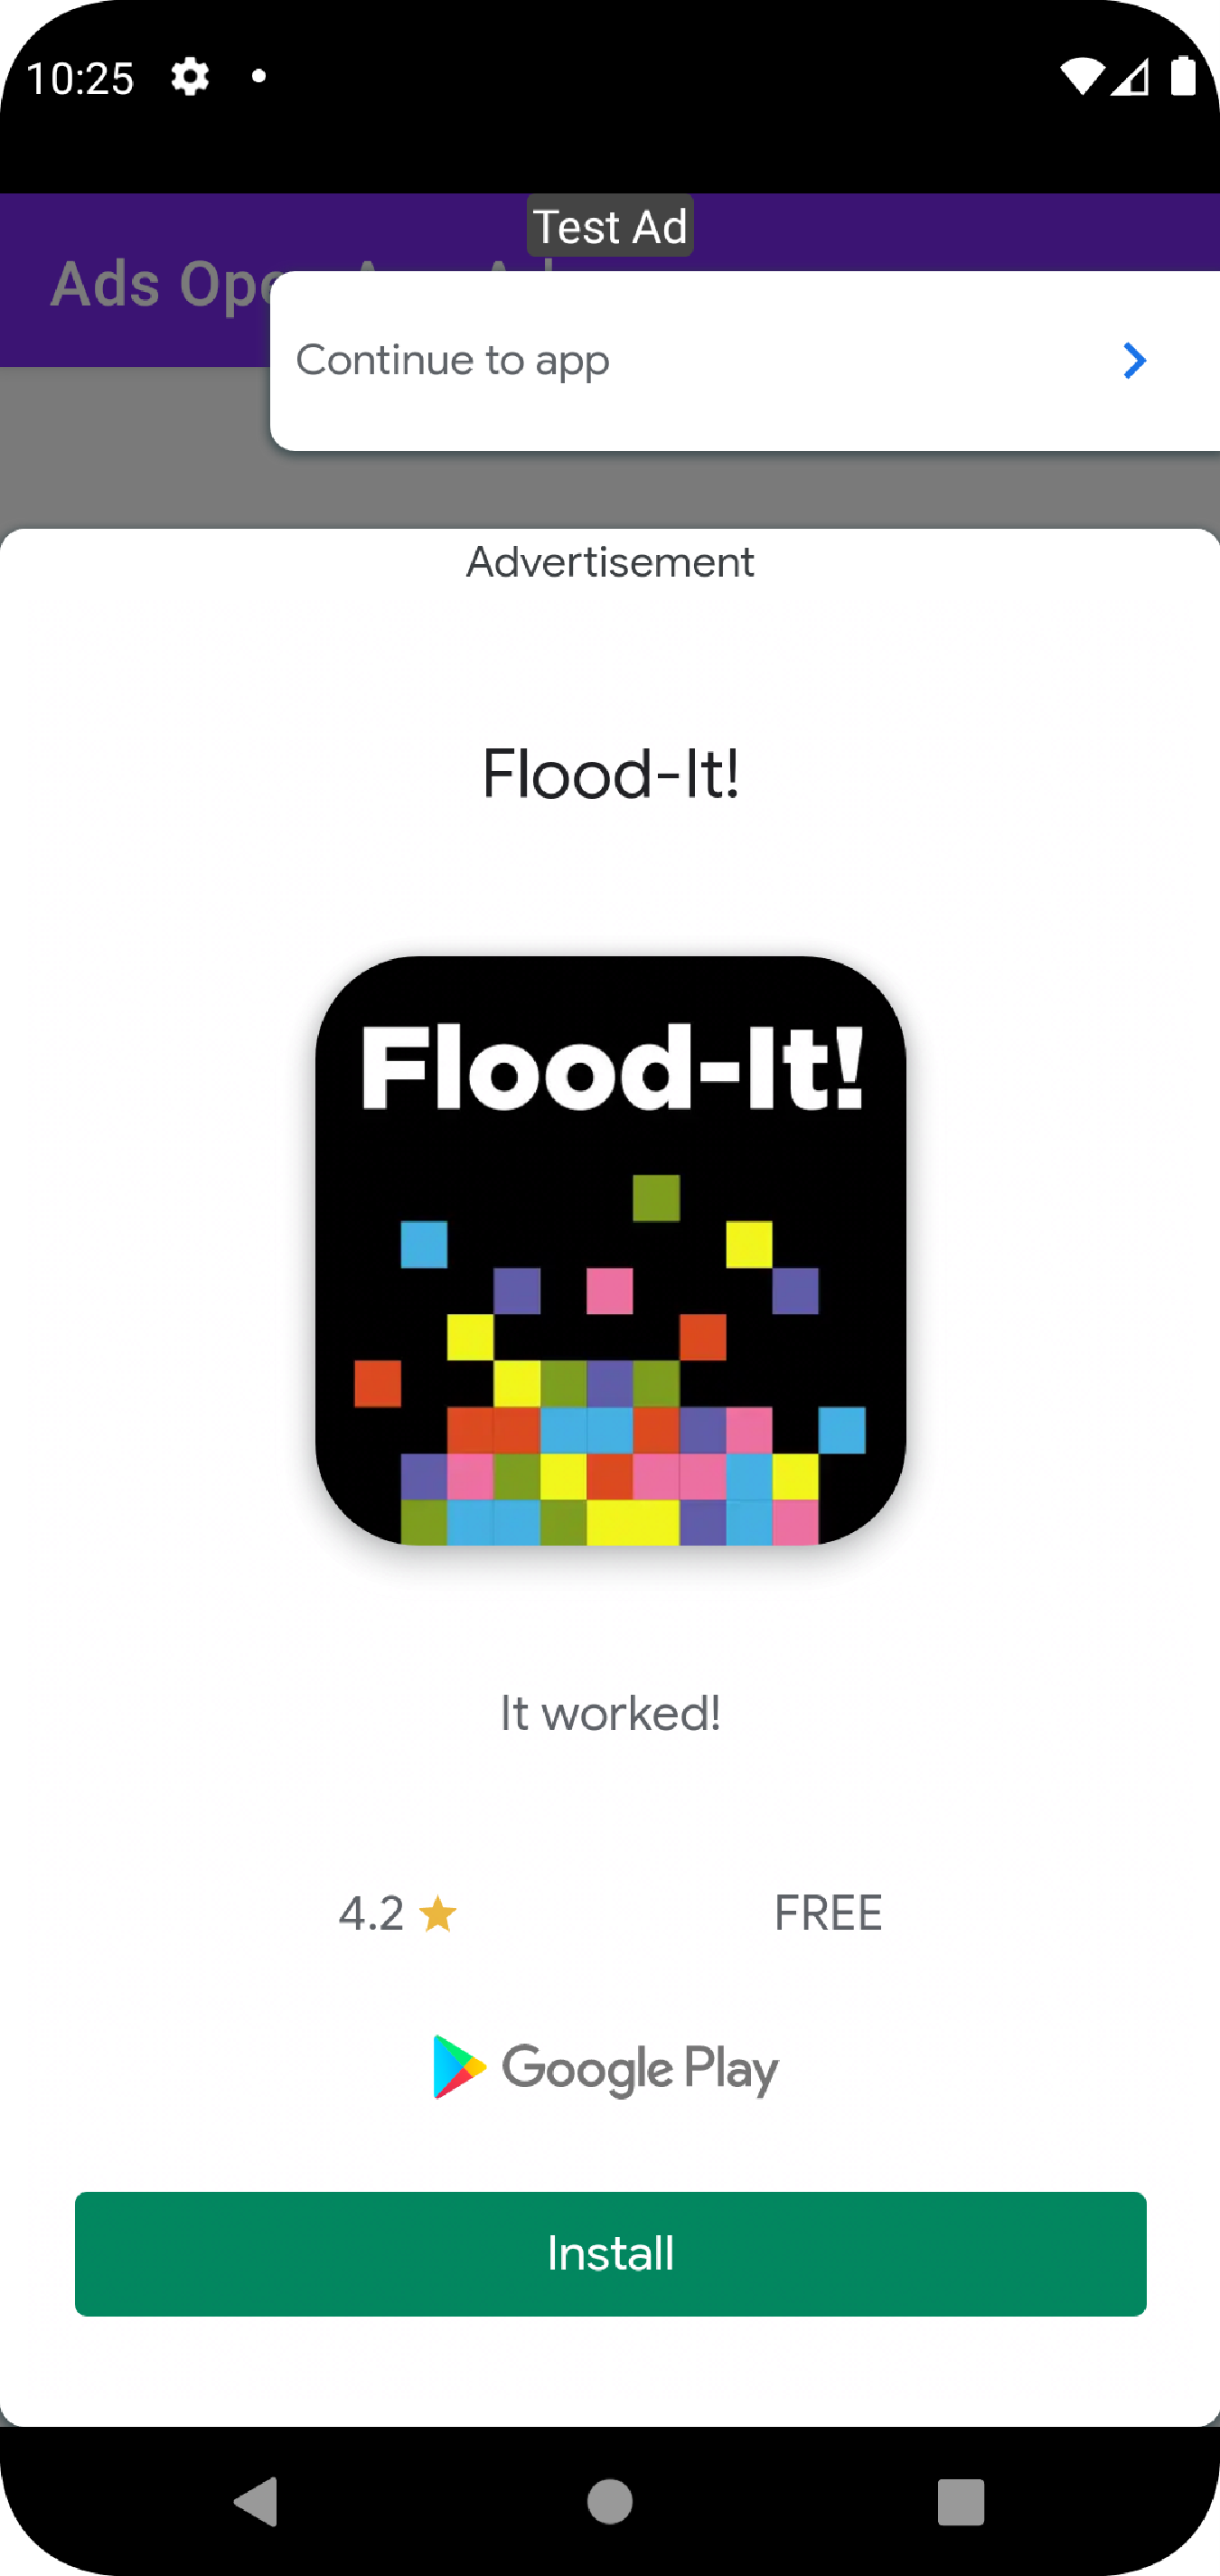 10:25
Test Ad
Ads Ope
Continue to app
Advertisement
Flood-It!
Flood-It!
It worked!
4.2 FREE
Google Play
Install